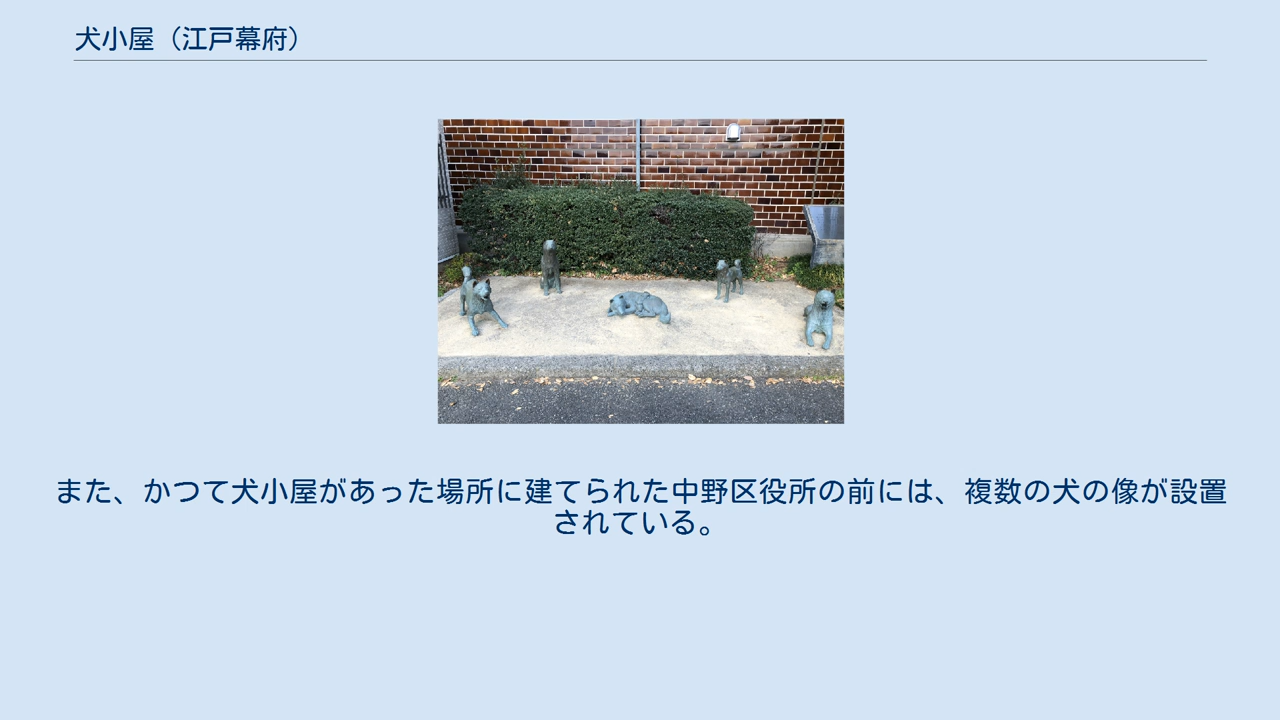 犬小屋（江戸幕府）
また、かつて犬小屋があった場所に建てられた中野区役所の前には、複数の犬の像が設置
されている。